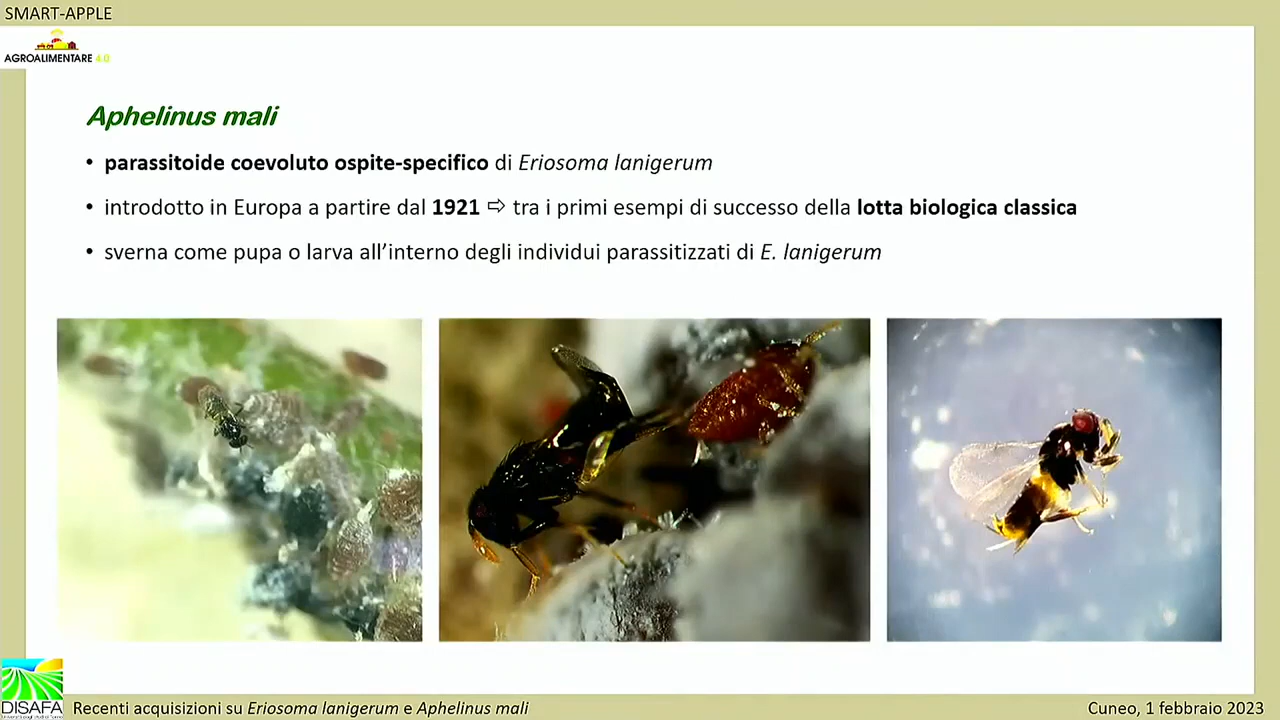 SMART-APPLE
AGROALIMENTARE 4.0
Aphelinus mali
• parassitoide coevoluto ospite-specifico di Eriosoma lanigerum
• introdotto in Europa a partire dal 1921 ⇨ tra i primi esempi di successo della lotta biologica classica
• sverna come pupa o larva all’interno degli individui parassitizzati di E. lanigerum
DISAFA
Recenti acquisizioni su Eriosoma lanigerum e Aphelinus mali
Cuneo, 1 febbraio 2023